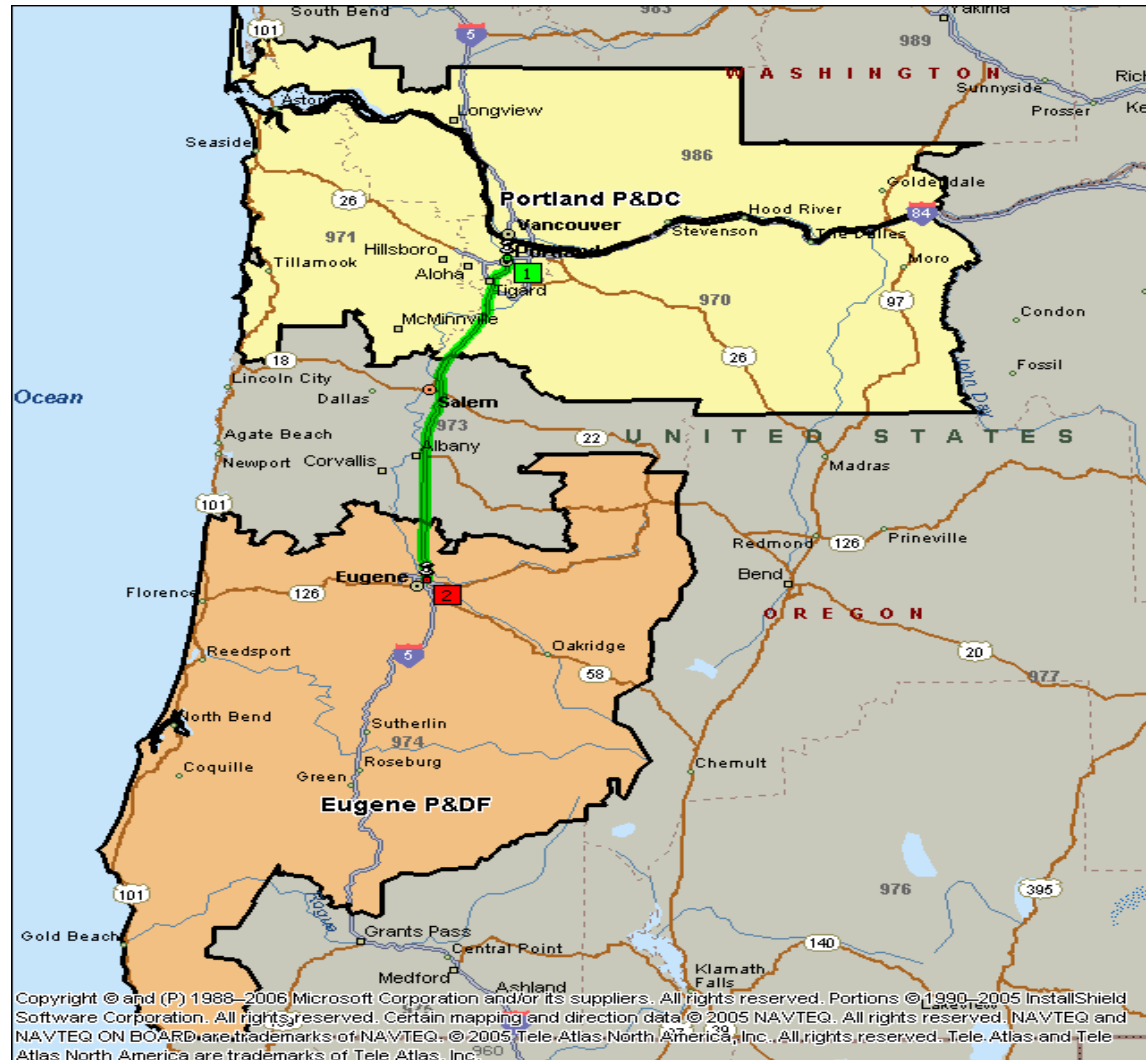 South Bend
983
Yakima
101
5
989
WASHINGTON
Sunnyside
Prosser
Longview
Seaside
986
Goldendale
Portland P&DC
26
Vancouver
Hood River
84
971
Stevenson
The Dalles
Hillsboro
Portland
Aloha
Moro
Tillamook
1
Tigard
970
97
McMinnville
Condon
26
18
Fossil
Lincoln City
John Day
Ocean
Dallas
Salem
973
Agate Beach
Albany
22
UNITED STATES
Newport
Corvallis
Madras
101
Redmond
126
Prineville
Eugene
Bend
Florence
126
2
OREGON
Reedsport
5
Oakridge
20
58
977
North Bend
Sutherlin
974
Coquille
Roseburg
Chemult
Green
Eugene P&DF
976
101
395
Rogue
Gold Beach
Grants Pass
Central Point
140
Medford
Klamath
Ashland
Falls
Copyright © and (P) 1988–2006 Microsoft Corporation and/or its suppliers. All rights reserved. Portions © 1990–2005 InstallShield
Software Corporation. All rights reserved. Certain mapping and direction data © 2005 NAVTEQ. All rights reserved. NAVTEQ and
NAVTEQ ON BOARD are trademarks of NAVTEQ. © 2005 Tele Atlas North America, Inc. All rights reserved. Tele Atlas and Tele
Atlas North America are trademarks of Tele Atlas, Inc.
960
39